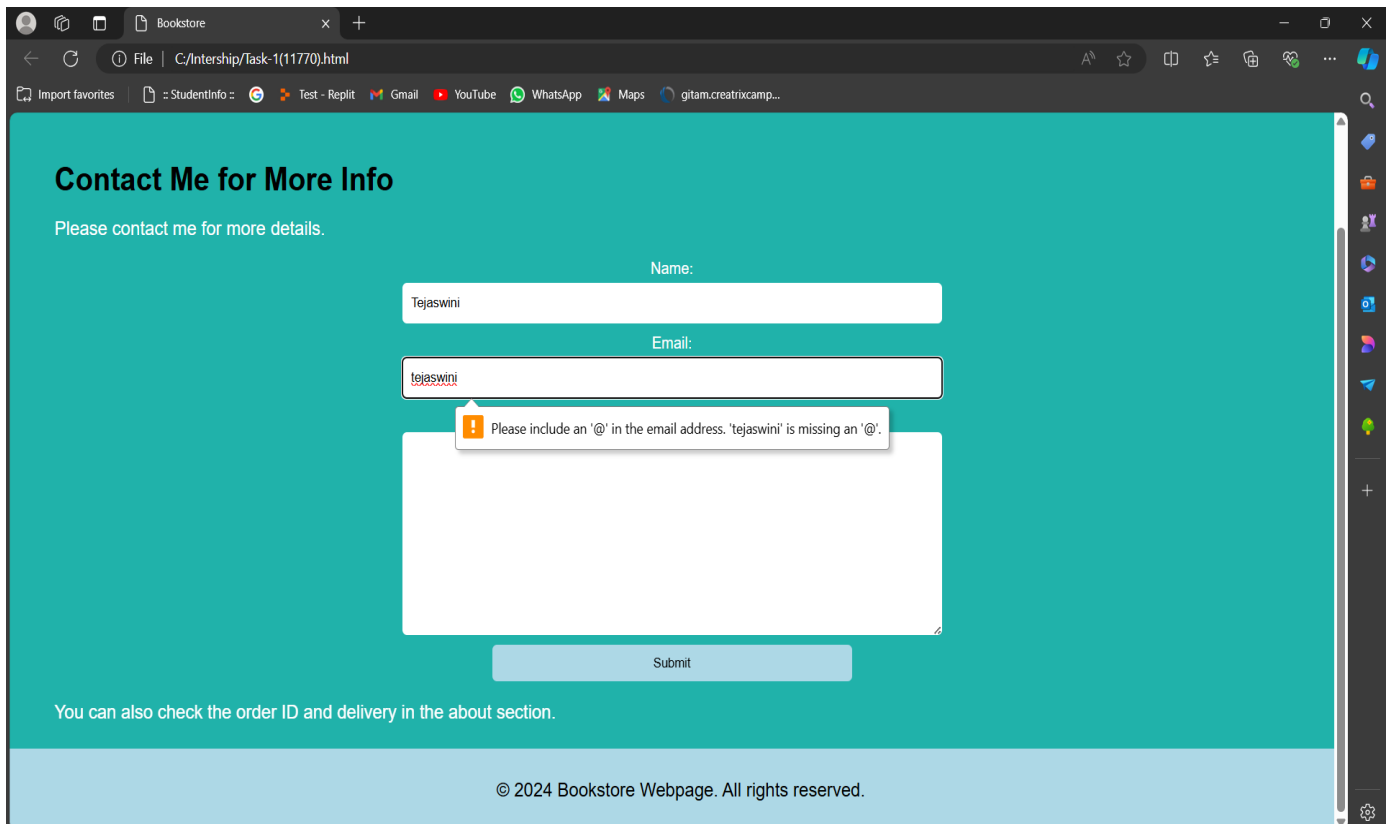 Bookstore
File | C:/Intership/Task-1(11770).html
Import favorites :: StudentInfo :: Test - Replit Gmail YouTube WhatsApp Maps gitam.creatrixcamp...
Contact Me for More Info
Please contact me for more details.
Name:
Tejaswini
Email:
tejaswini
Please include an '@' in the email address. 'tejaswini' is missing an '@'.
Submit
You can also check the order ID and delivery in the about section.
© 2024 Bookstore Webpage. All rights reserved.